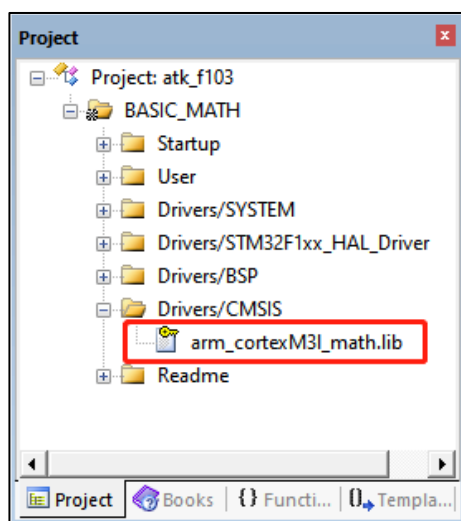 Project
Project: atk_f103
BASIC_MATH
Startup
User
Drivers/SYSTEM
Drivers/STM32F1xx_HAL_Driver
Drivers/BSP
Drivers/CMSIS
arm_cortexM3l_math.lib
Readme
Project Books {} Functi... 0 Templa...